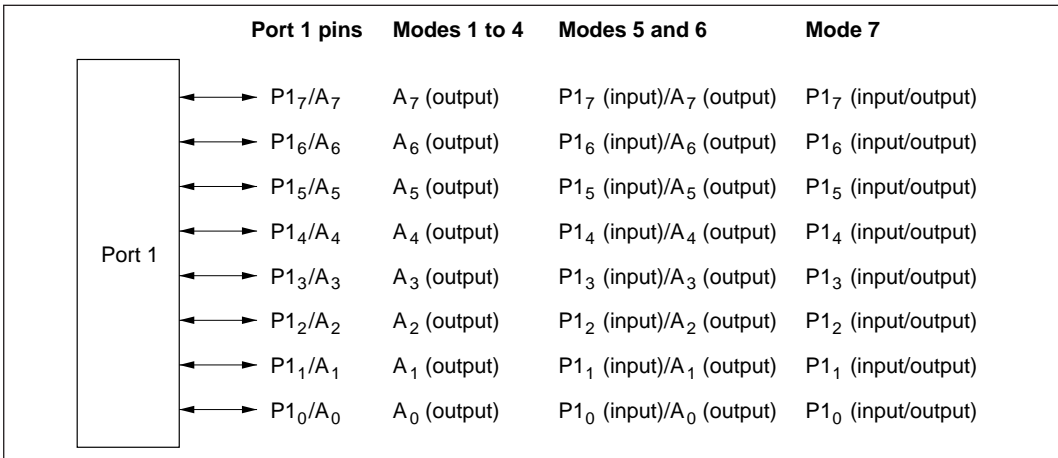 Port 1 pins Modes 1 to 4 Modes 5 and 6 Mode 7
P1₇/A₇ A₇ (output) P1₇ (input)/A₇ (output) P1₇ (input/output)
P1₆/A₆ A₆ (output) P1₆ (input)/A₆ (output) P1₆ (input/output)
P1₅/A₅ A₅ (output) P1₅ (input)/A₅ (output) P1₅ (input/output)
P1₄/A₄ A₄ (output) P1₄ (input)/A₄ (output) P1₄ (input/output)
Port 1
P1₃/A₃ A₃ (output) P1₃ (input)/A₃ (output) P1₃ (input/output)
P1₂/A₂ A₂ (output) P1₂ (input)/A₂ (output) P1₂ (input/output)
P1₁/A₁ A₁ (output) P1₁ (input)/A₁ (output) P1₁ (input/output)
P1₀/A₀ A₀ (output) P1₀ (input)/A₀ (output) P1₀ (input/output)